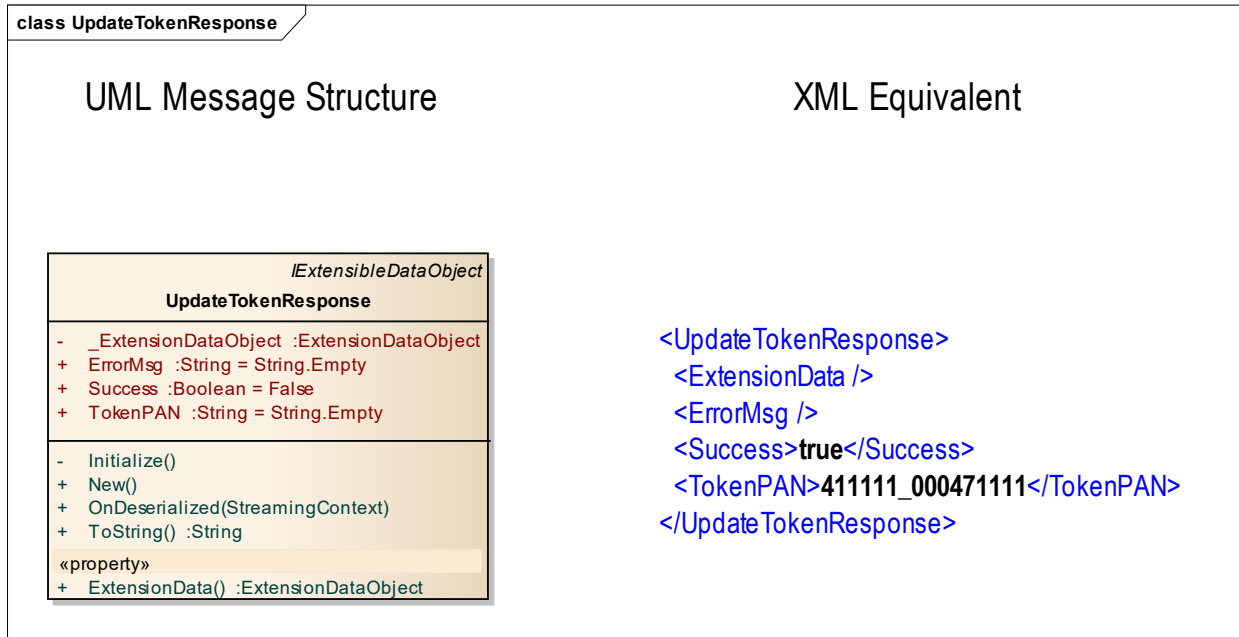 class UpdateTokenResponse
UML Message Structure
XML Equivalent
IExtensibleDataObject
UpdateTokenResponse
- _ExtensionDataObject :ExtensionDataObject
+ ErrorMsg :String = String.Empty
+ Success :Boolean = False
+ TokenPAN :String = String.Empty
- Initialize()
+ New()
+ OnDeserialized(StreamingContext)
+ ToString() :String
«property»
+ ExtensionData() :ExtensionDataObject
<UpdateTokenResponse>
<ExtensionData />
<ErrorMsg />
<Success>true</Success>
<TokenPAN>411111_000471111</TokenPAN>
</UpdateTokenResponse>